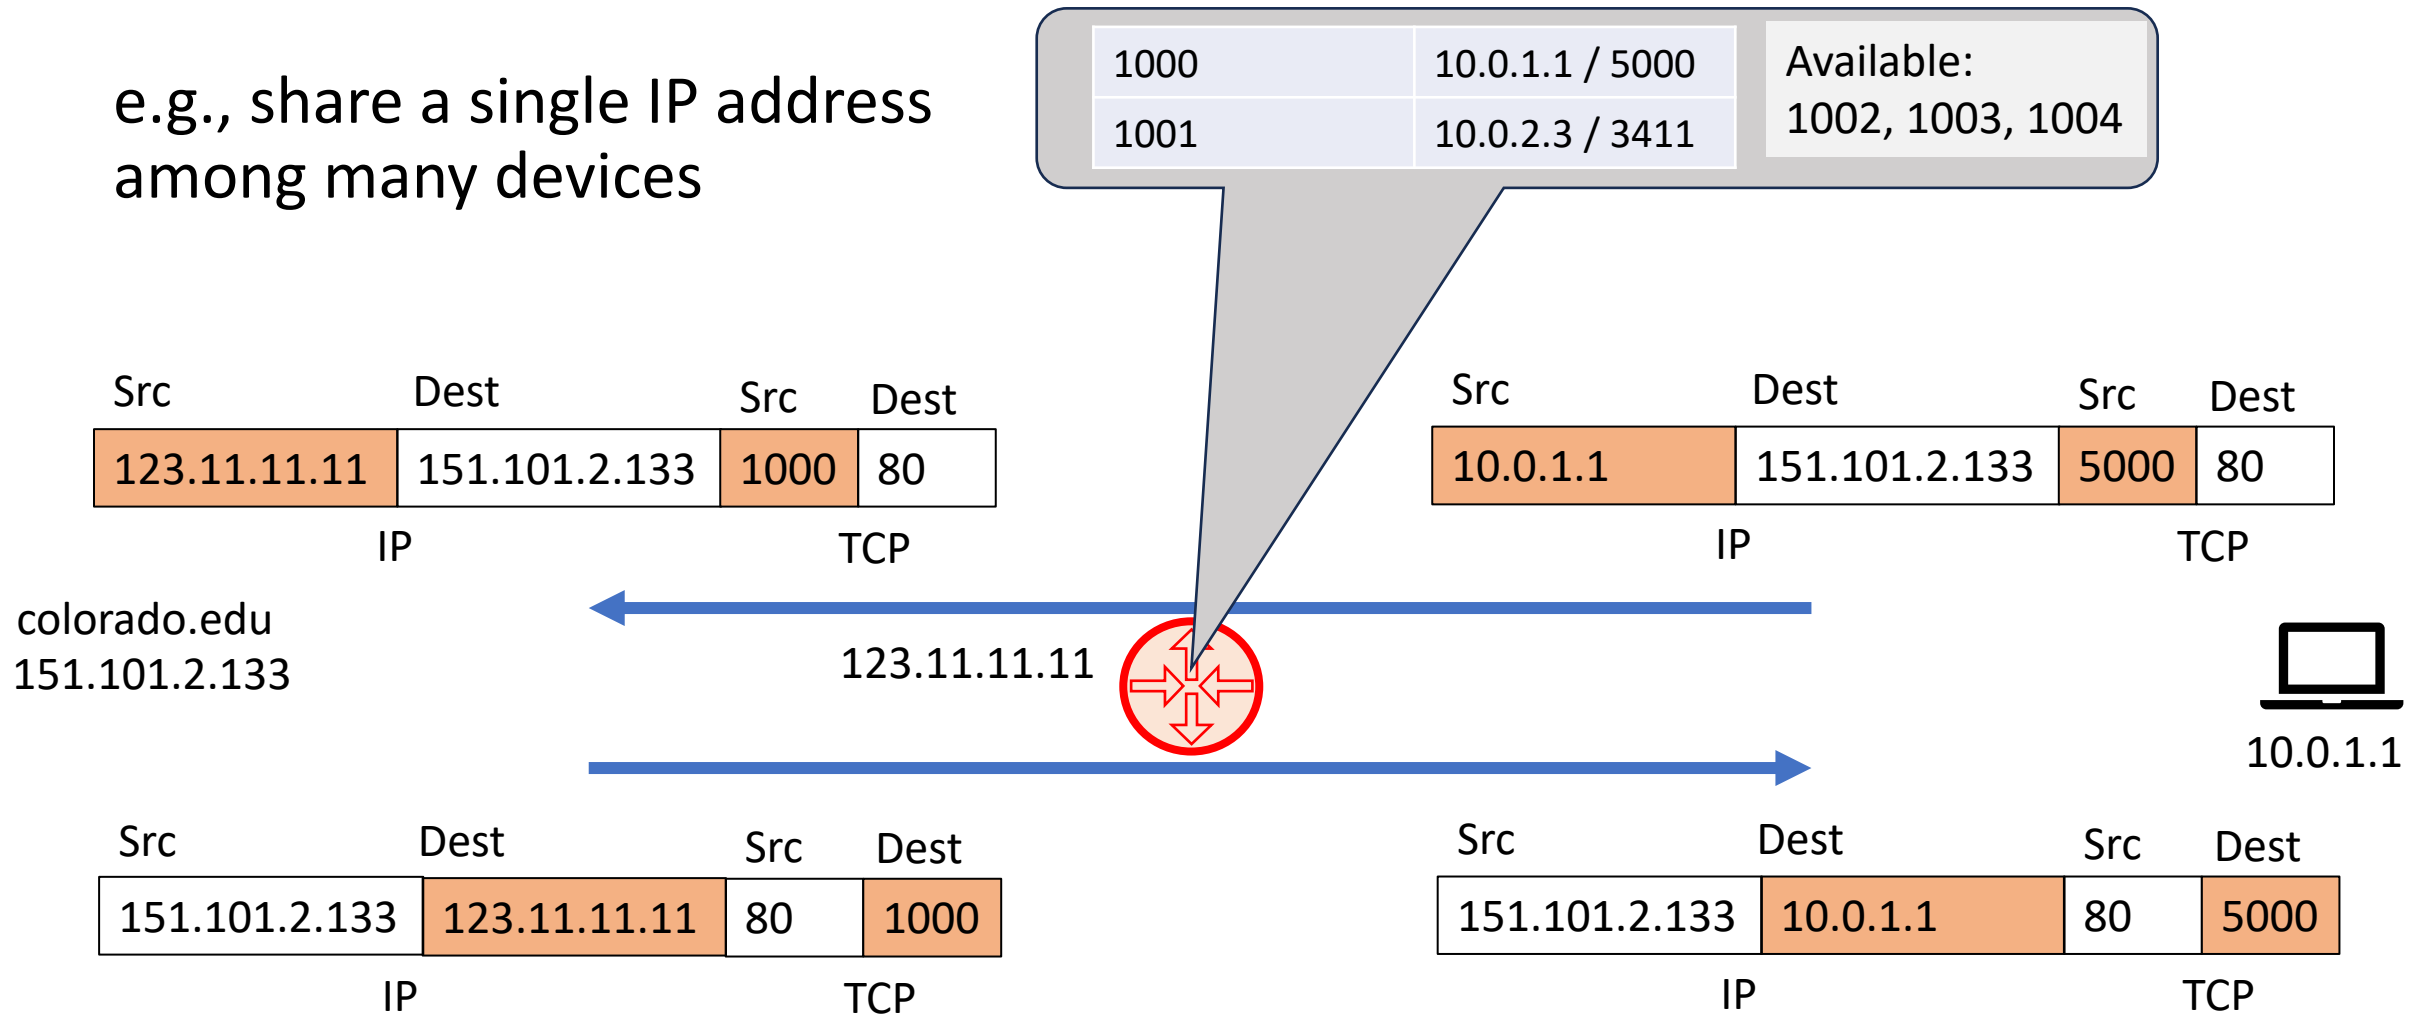 e.g., share a single IP address
among many devices
1000 10.0.1.1 / 5000
1001 10.0.2.3 / 3411
Available:
1002, 1003, 1004
Src Dest Src Dest
123.11.11.11 151.101.2.133 1000 80
IP TCP
Src Dest Src Dest
10.0.1.1 151.101.2.133 5000 80
IP TCP
colorado.edu
151.101.2.133
123.11.11.11
10.0.1.1
Src Dest Src Dest
151.101.2.133 123.11.11.11 80 1000
IP TCP
Src Dest Src Dest
151.101.2.133 10.0.1.1 80 5000
IP TCP